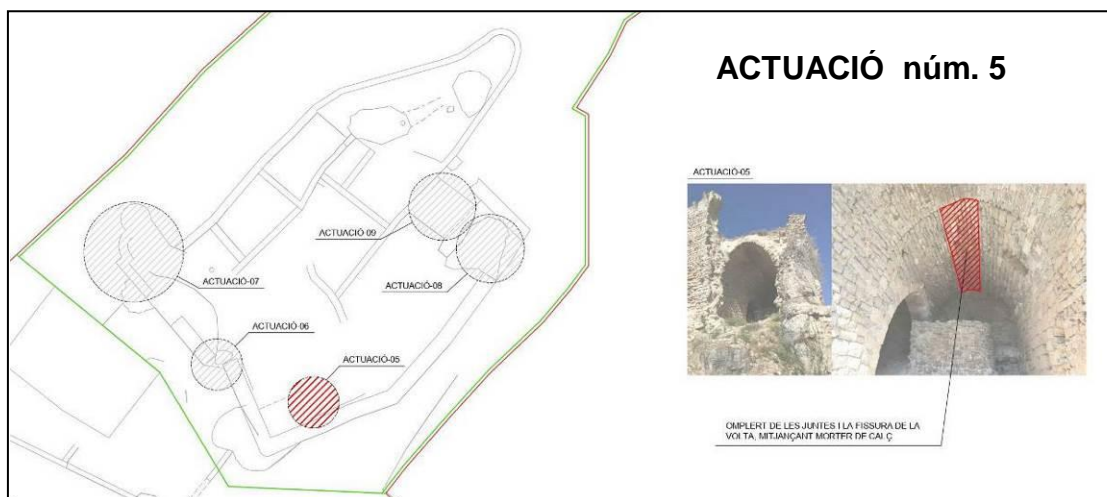 ACTUACIÓ núm. 5
ACTUACIÓ-05
ACTUACIÓ-09
ACTUACIÓ-07
ACTUACIÓ-08
ACTUACIÓ-06
ACTUACIÓ-05
OMPLERT DE LES JUNTES I LA FISSURA DE LA
VOLTA, MITJANÇANT MORTER DE CALÇ